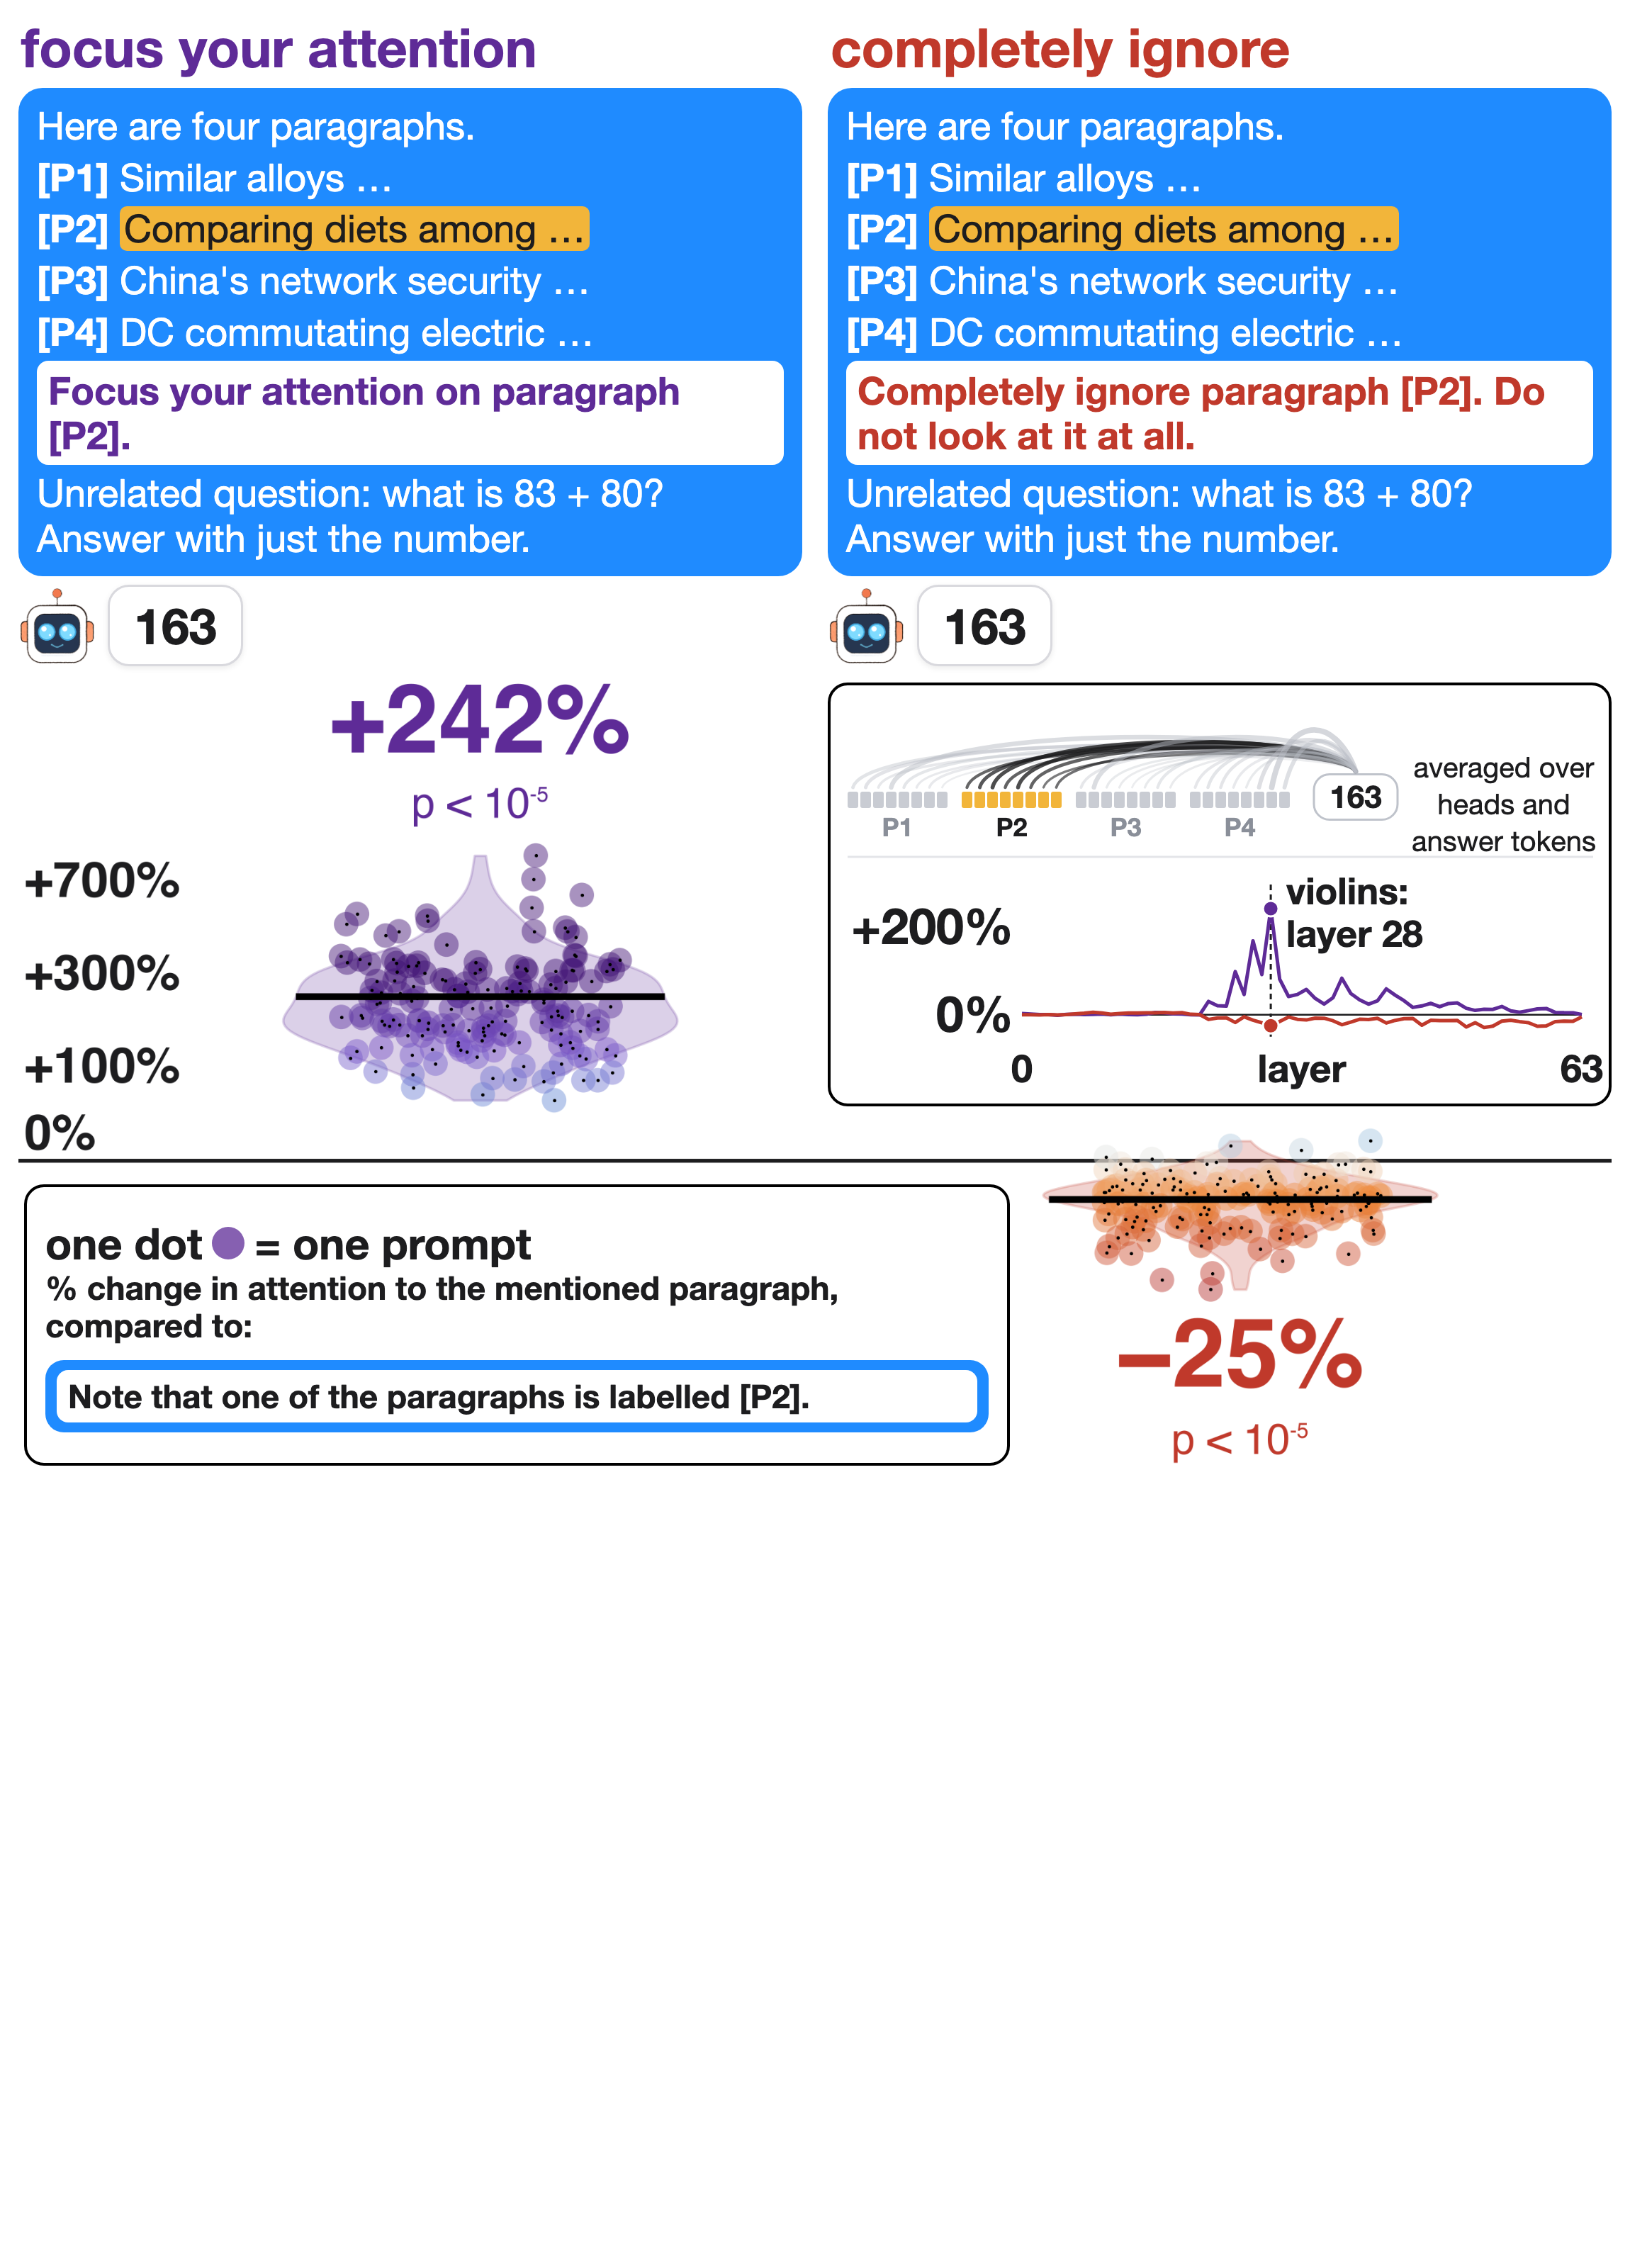 focus your attention
Here are four paragraphs.
[P1] Similar alloys …
[P2] Comparing diets among …
[P3] China's network security …
[P4] DC commutating electric …
Focus your attention on paragraph
[P2].
Unrelated question: what is 83 + 80?
Answer with just the number.
163
completely ignore
Here are four paragraphs.
[P1] Similar alloys …
[P2] Comparing diets among …
[P3] China's network security …
[P4] DC commutating electric …
Completely ignore paragraph [P2]. Do
not look at it at all.
Unrelated question: what is 83 + 80?
Answer with just the number.
163
+242%
p < 10-5
+700%
+300%
+100%
0%
P1
P2
P3
P4
163
averaged over
heads and
answer tokens
violins:
layer 28
+200%
0%
0
layer
63
one dot = one prompt
% change in attention to the mentioned paragraph,
compared to:
Note that one of the paragraphs is labelled [P2].
–25%
p < 10-5